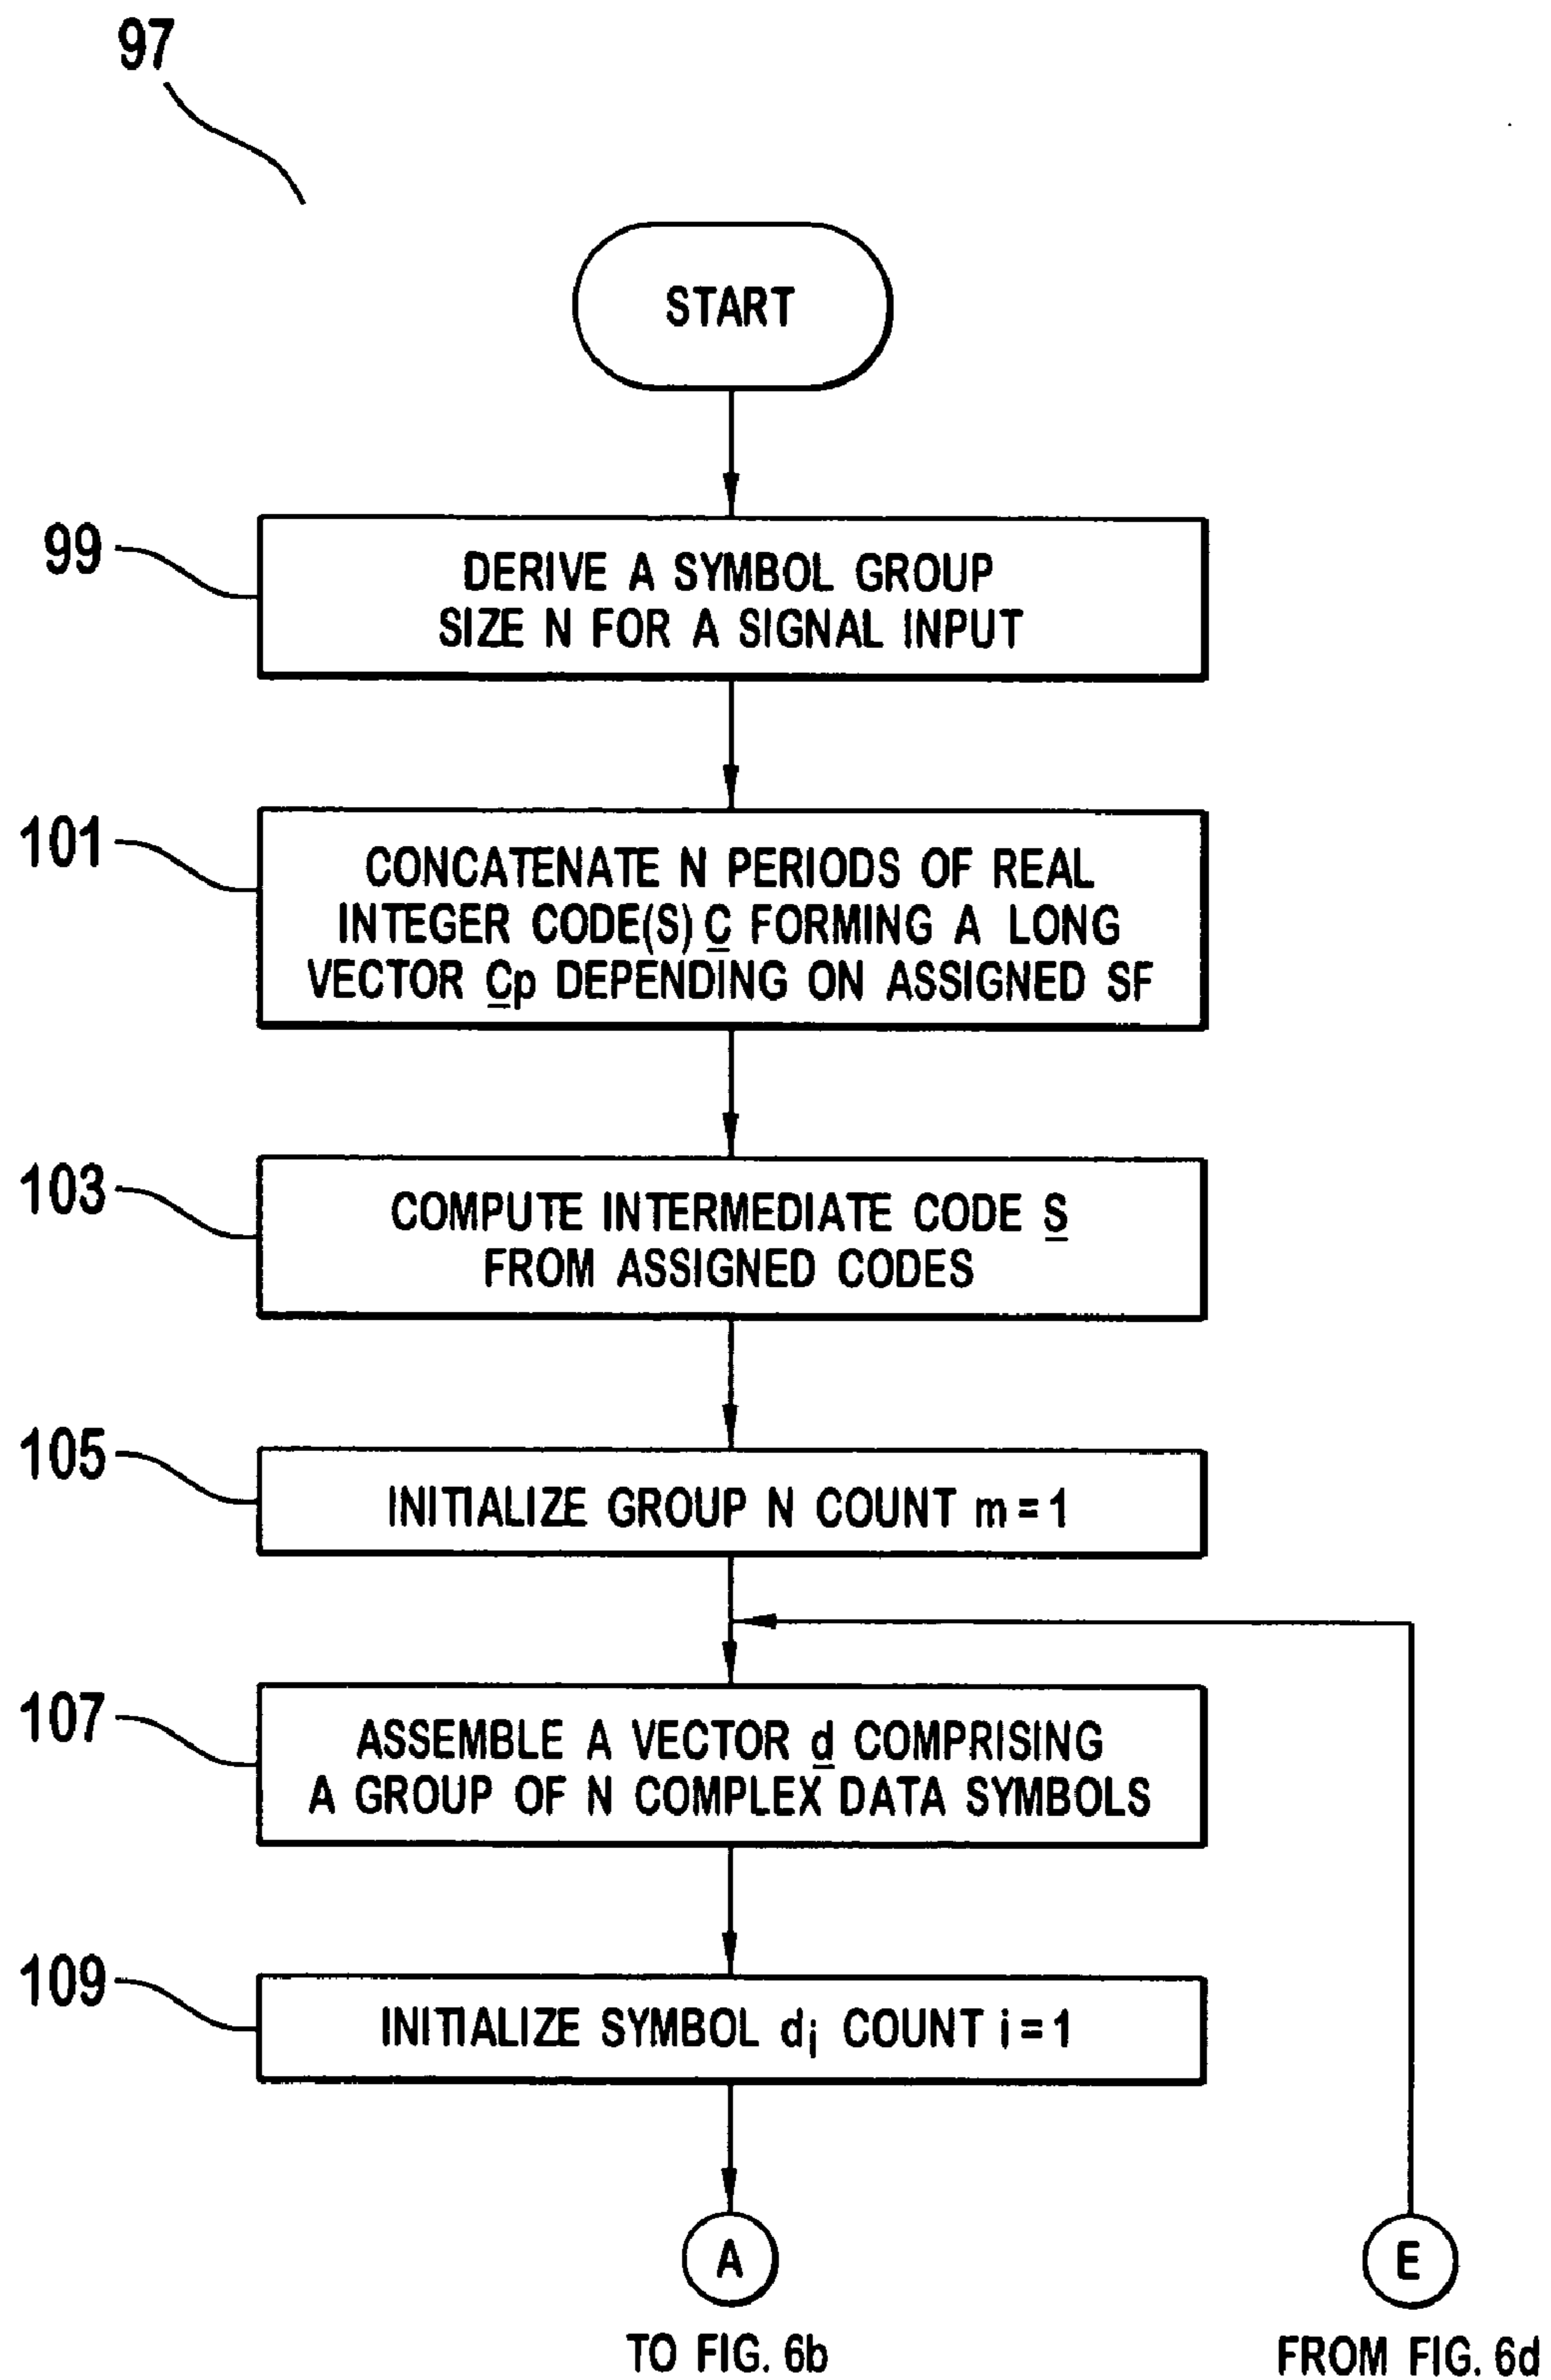 97
START
99
DERIVE A SYMBOL GROUP
SIZE N FOR A SIGNAL INPUT
101
CONCATENATE N PERIODS OF REAL
INTEGER CODE(S) C FORMING A LONG
VECTOR Cp DEPENDING ON ASSIGNED SF
103
COMPUTE INTERMEDIATE CODE S
FROM ASSIGNED CODES
105
INITIALIZE GROUP N COUNT m = 1
107
ASSEMBLE A VECTOR d COMPRISING
A GROUP OF N COMPLEX DATA SYMBOLS
109
INITIALIZE SYMBOL di COUNT i = 1
A
E
TO FIG. 6b
FROM FIG. 6d